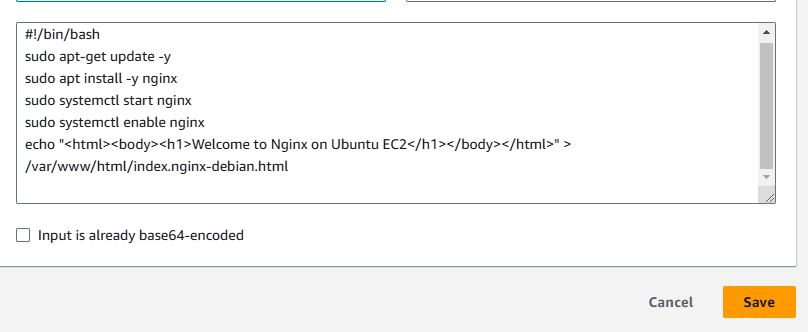 #!/bin/bash
sudo apt-get update -y
sudo apt install -y nginx
sudo systemctl start nginx
sudo systemctl enable nginx
echo "<html><body><h1>Welcome to Nginx on Ubuntu EC2</h1></body></html>" >
/var/www/html/index.nginx-debian.html
Input is already base64-encoded
Cancel
Save